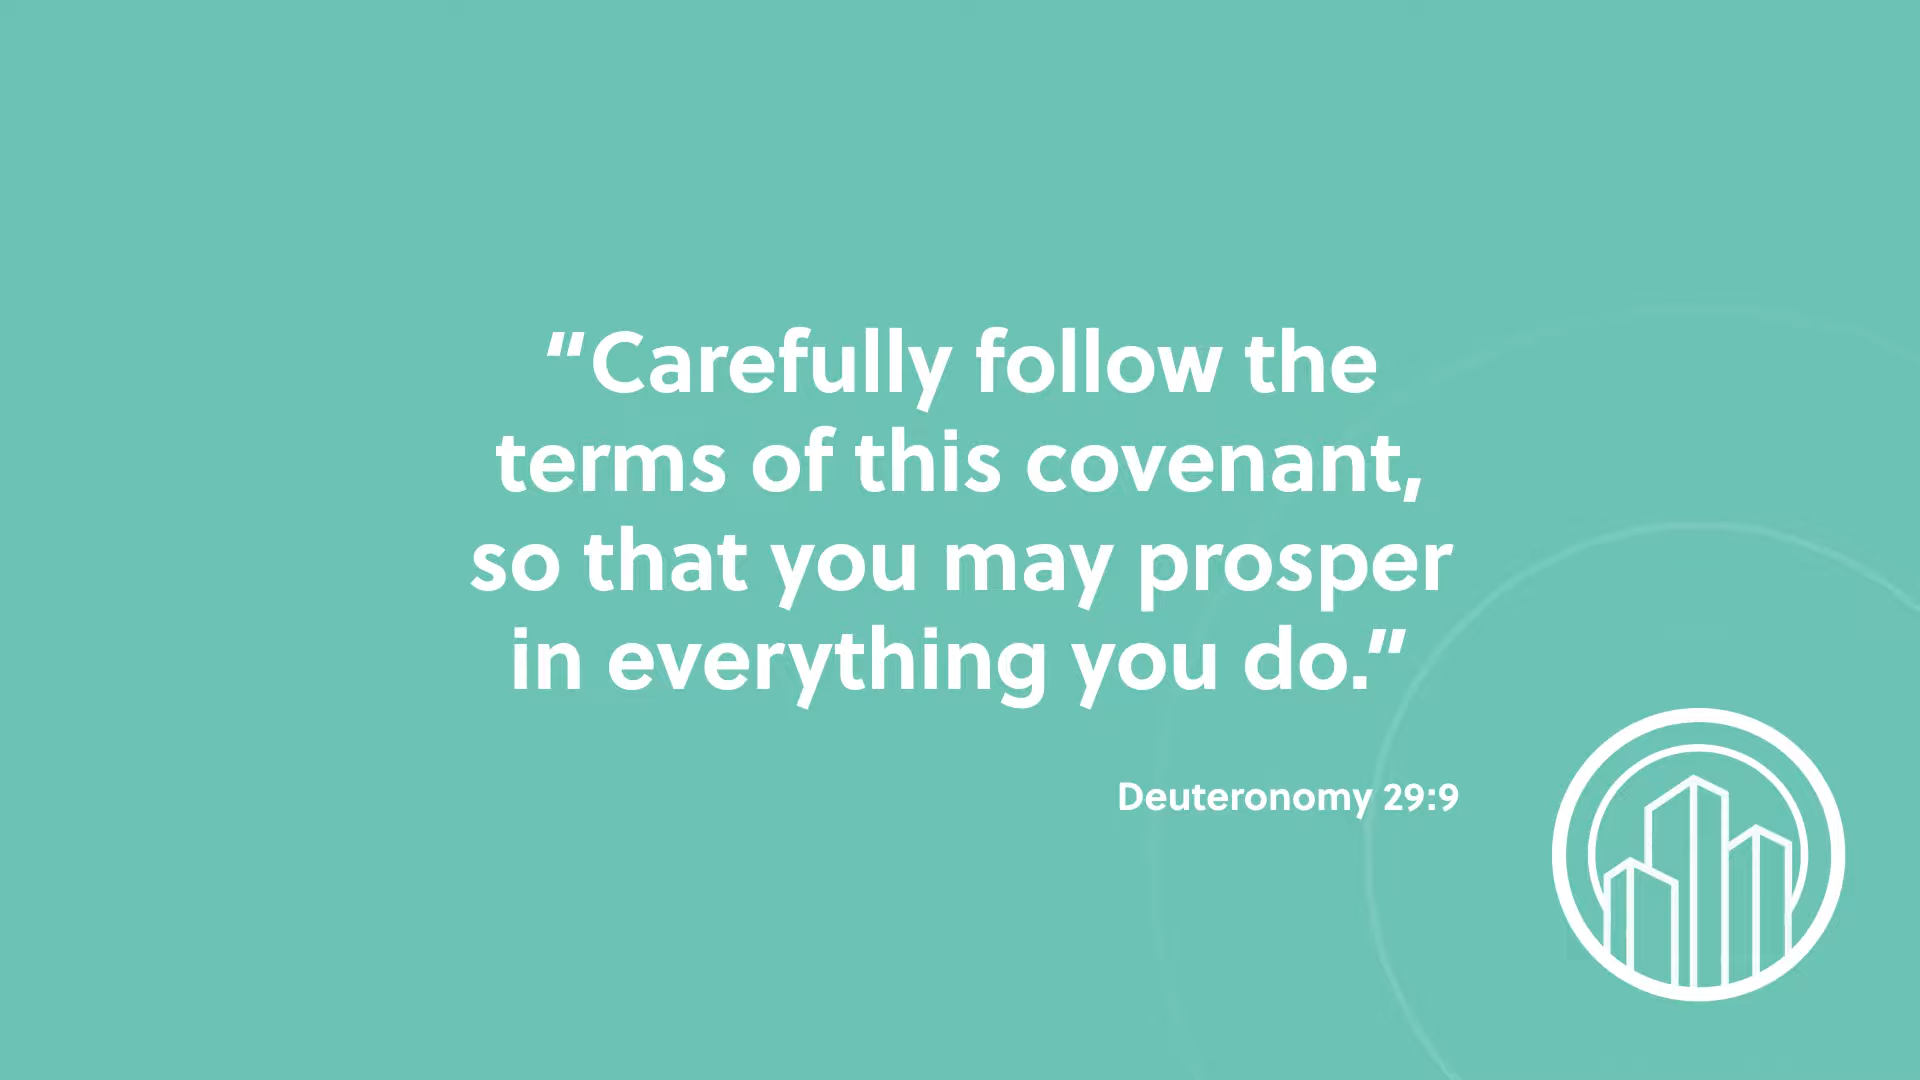 “Carefully follow the
terms of this covenant,
so that you may prosper
in everything you do.”
Deuteronomy 29:9